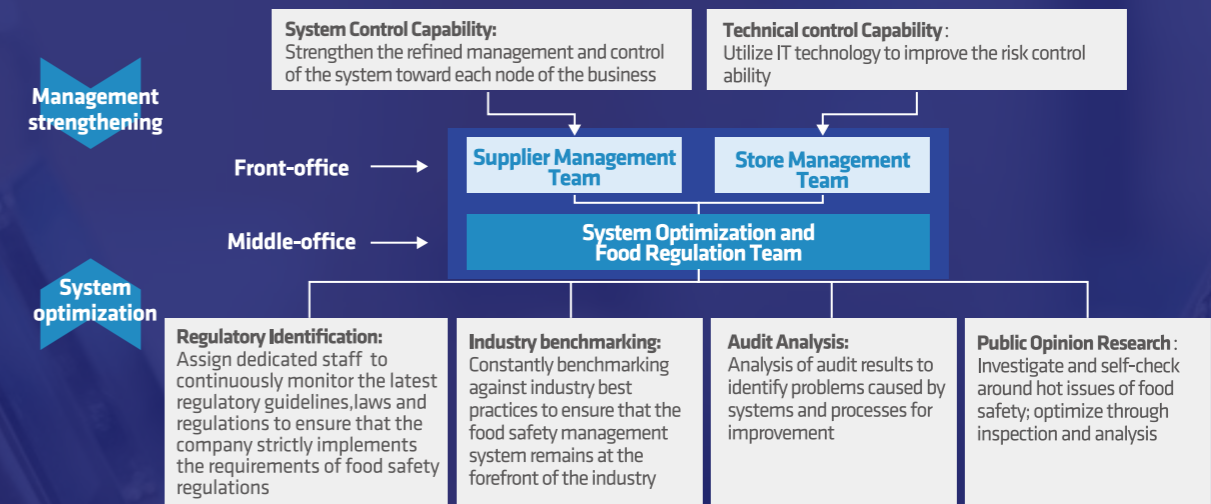 System Control Capability:
Strengthen the refined management and control
of the system toward each node of the business
Technical control Capability :
Utilize IT technology to improve the risk control
ability
Management
strengthening
Front-office
Supplier Management
Team
Store Management
Team
Middle-office
System Optimization and
Food Regulation Team
System
optimization
Regulatory Identification:
Assign dedicated staff to
continuously monitor the latest
regulatory guidelines,laws and
regulations to ensure that the
company strictly implements
the requirements of food safety
regulations
Industry benchmarking:
Constantly benchmarking
against industry best
practices to ensure that the
food safety management
system remains at the
forefront of the industry
Audit Analysis:
Analysis of audit results to
identify problems caused by
systems and processes for
improvement
Public Opinion Research :
Investigate and self-check
around hot issues of food
safety; optimize through
inspection and analysis